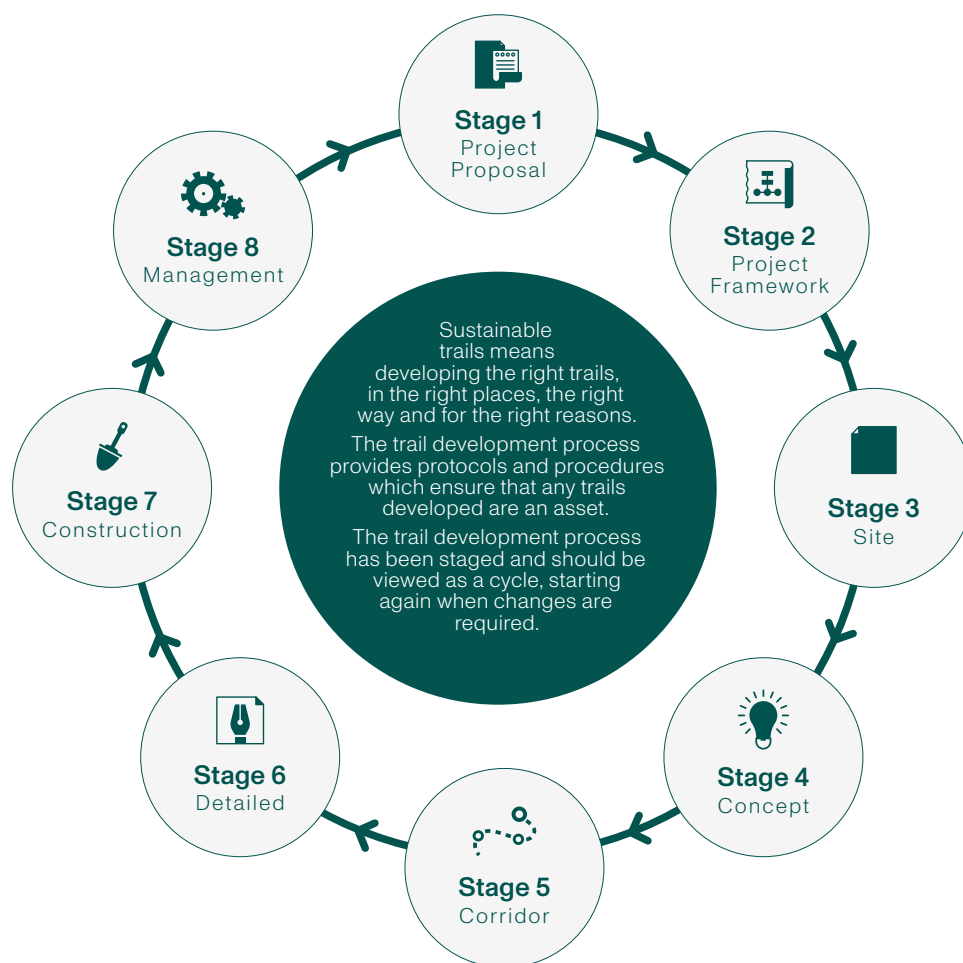 Stage 1
Project
Proposal
Stage 2
Project
Framework
Stage 3
Site
Stage 4
Concept
Stage 5
Corridor
Stage 6
Detailed
Stage 7
Construction
Stage 8
Management
Sustainable
trails means
developing the right trails,
in the right places, the right
way and for the right reasons.
The trail development process
provides protocols and procedures
which ensure that any trails
developed are an asset.
The trail development process
has been staged and should be
viewed as a cycle, starting
again when changes are
required.